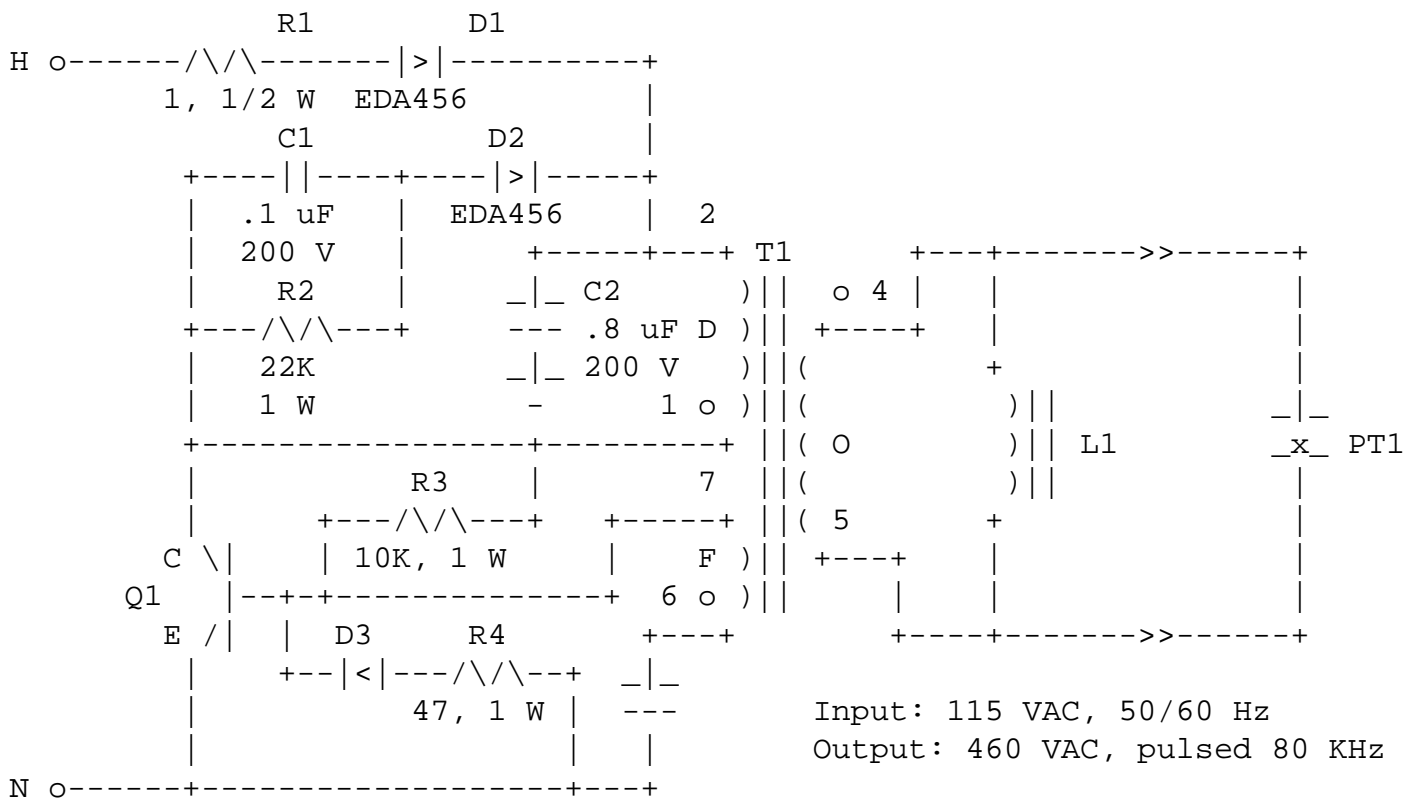 R1 D1
H o------/\/\-------|>|----------+
1, 1/2 W EDA456 |
C1 D2 |
+----||----+----|>|-----+
| .1 uF | EDA456 | 2
| 200 V | +-----+---+ T1 +---+------->>------+
| R2 | _|_ C2 )|| o 4 | | |
+---/\/\---+ --- .8 uF D )|| +----+ | |
| 22K _|_ 200 V )||( + |
| 1 W - 1 o )||( )|| _|_
+----------------+---------+ ||( O )|| L1 _x_ PT1
| R3 | 7 ||( )|| |
| +---/\/\---+ +-----+ ||( 5 + |
C \| | 10K, 1 W | F )|| +---+ | |
Q1 |--+-+--------------+ 6 o )|| | | |
E /| | D3 R4 +---+ +----+------->>------+
| +--|<|---/\/\--+ _|_
| 47, 1 W | --- Input: 115 VAC, 50/60 Hz
| | | Output: 460 VAC, pulsed 80 KHz
N o------+------------------+---+